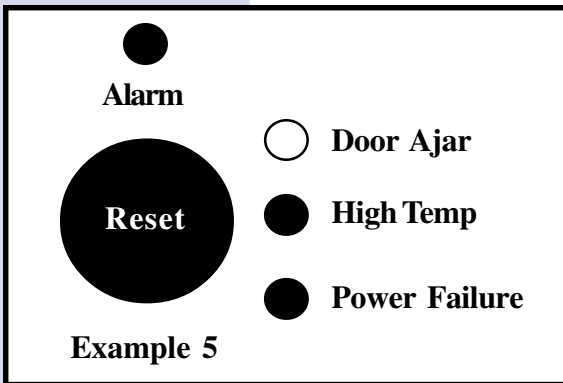 Alarm
Door Ajar
Reset
High Temp
Power Failure
Example 5